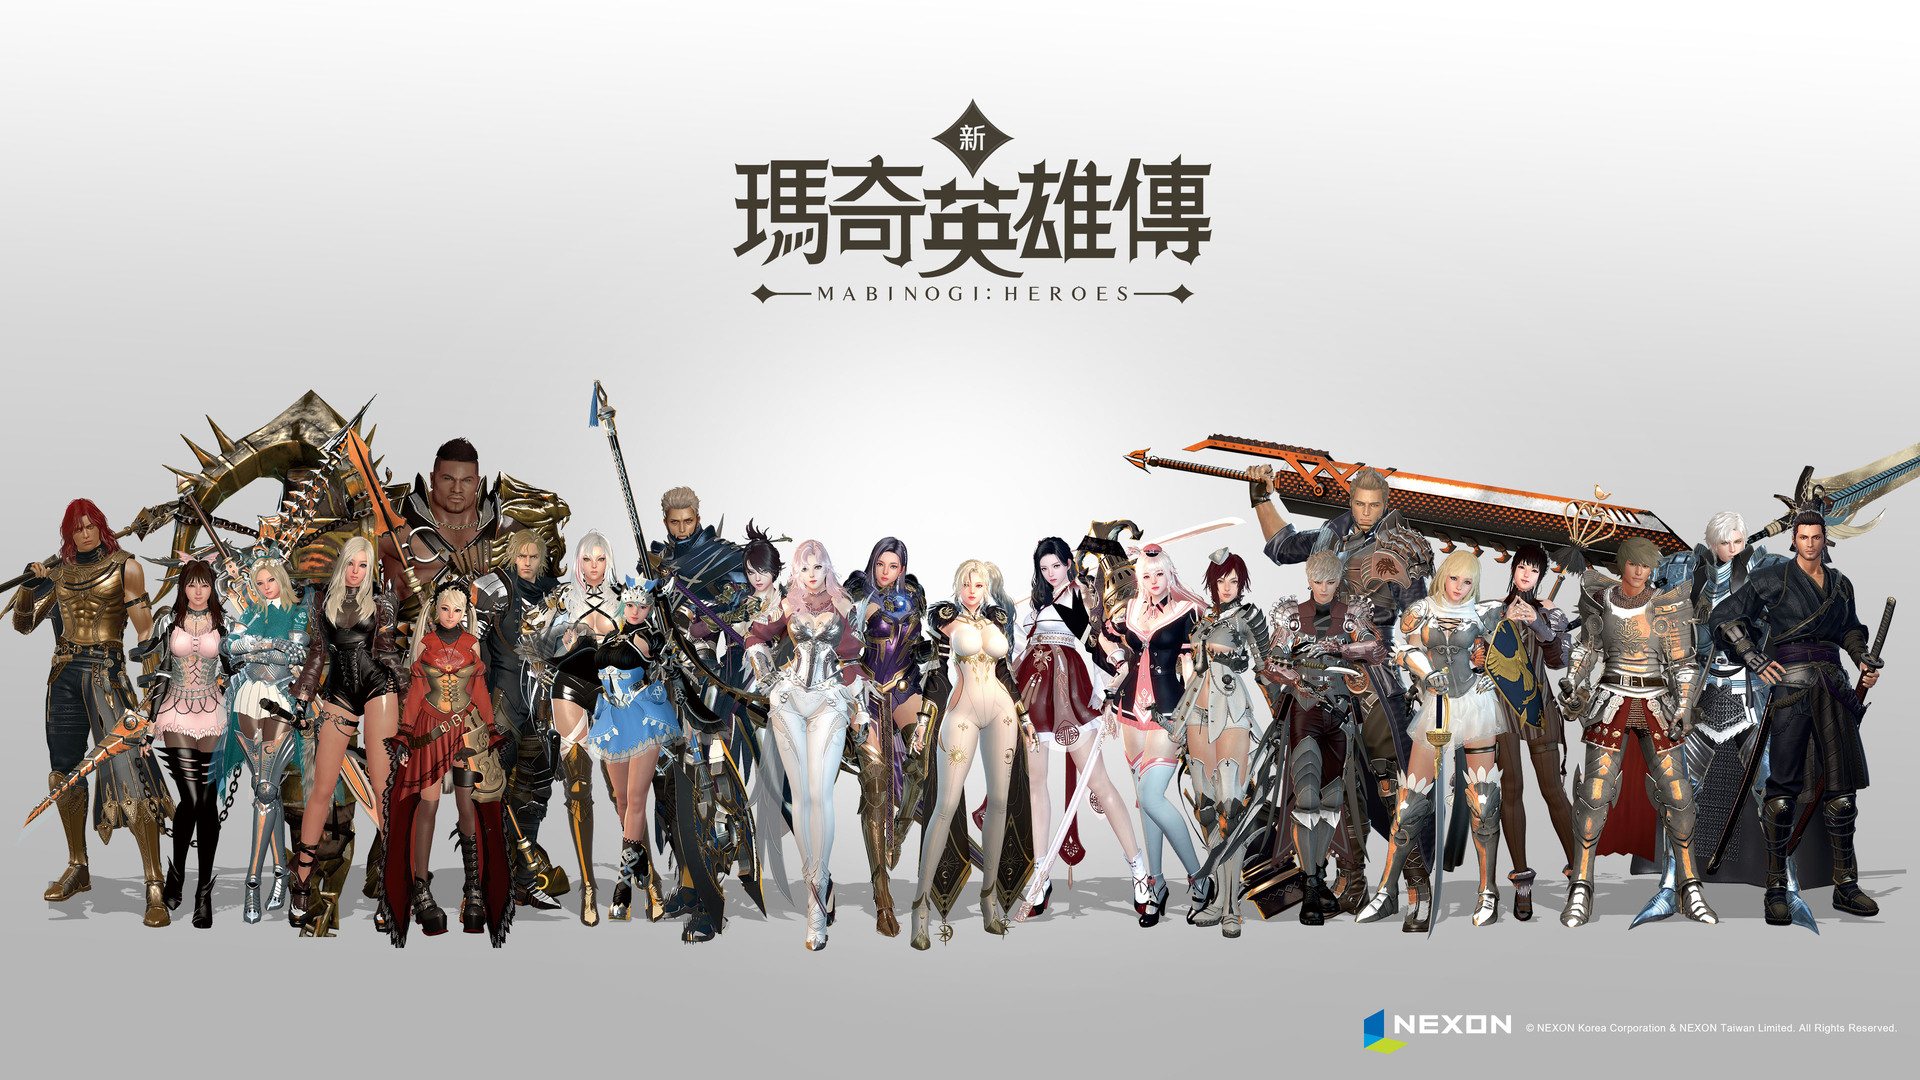 新
瑪奇英雄傳
MABINOGI: HEROES
NEXON
© NEXON Korea Corporation & NEXON Taiwan Limited. All Rights Reserved.